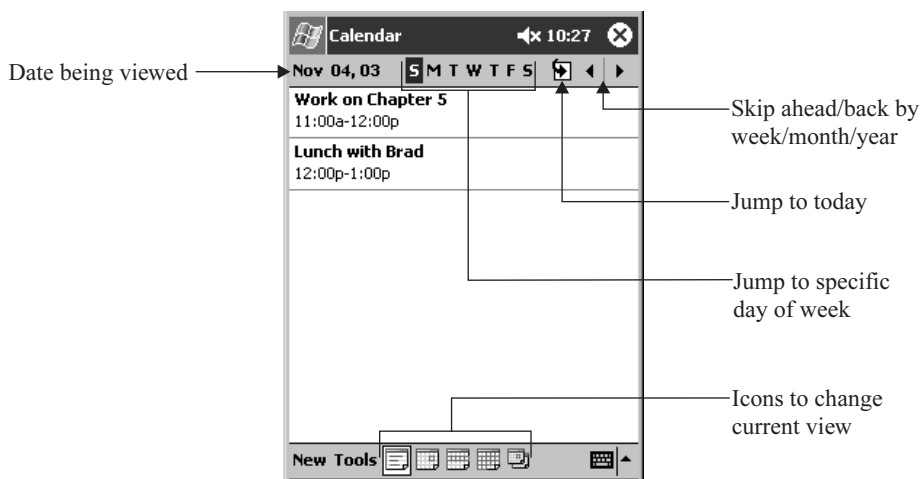 Calendar 10:27
Date being viewed
Nov 04, 03 S M T W T F S
Work on Chapter 5
11:00a-12:00p
Lunch with Brad
12:00p-1:00p
Skip ahead/back by
week/month/year
Jump to today
Jump to specific
day of week
Icons to change
current view
New Tools